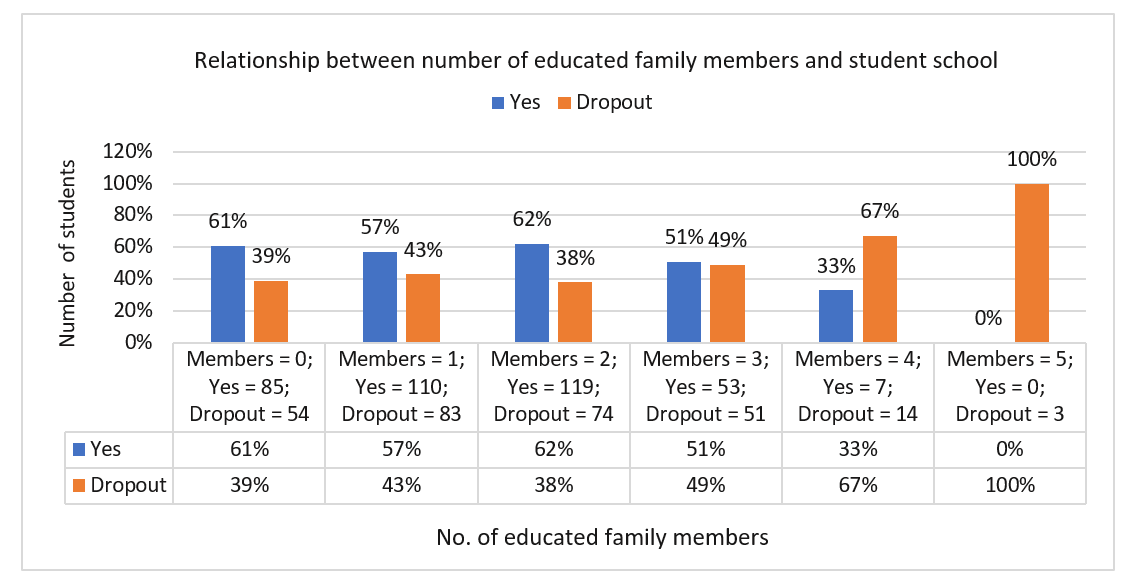 Relationship between number of educated family members and student school
Yes Dropout
Number of students
120%
100%
80%
60%
40%
20%
0%
61% 39% 57% 43% 62% 38% 51% 49% 33% 67% 0% 100%
Members = 0; Members = 1; Members = 2; Members = 3; Members = 4; Members = 5;
Yes = 85; Yes = 110; Yes = 119; Yes = 53; Yes = 7; Yes = 0;
Dropout = 54 Dropout = 83 Dropout = 74 Dropout = 51 Dropout = 14 Dropout = 3
Yes 61% 57% 62% 51% 33% 0%
Dropout 39% 43% 38% 49% 67% 100%
No. of educated family members